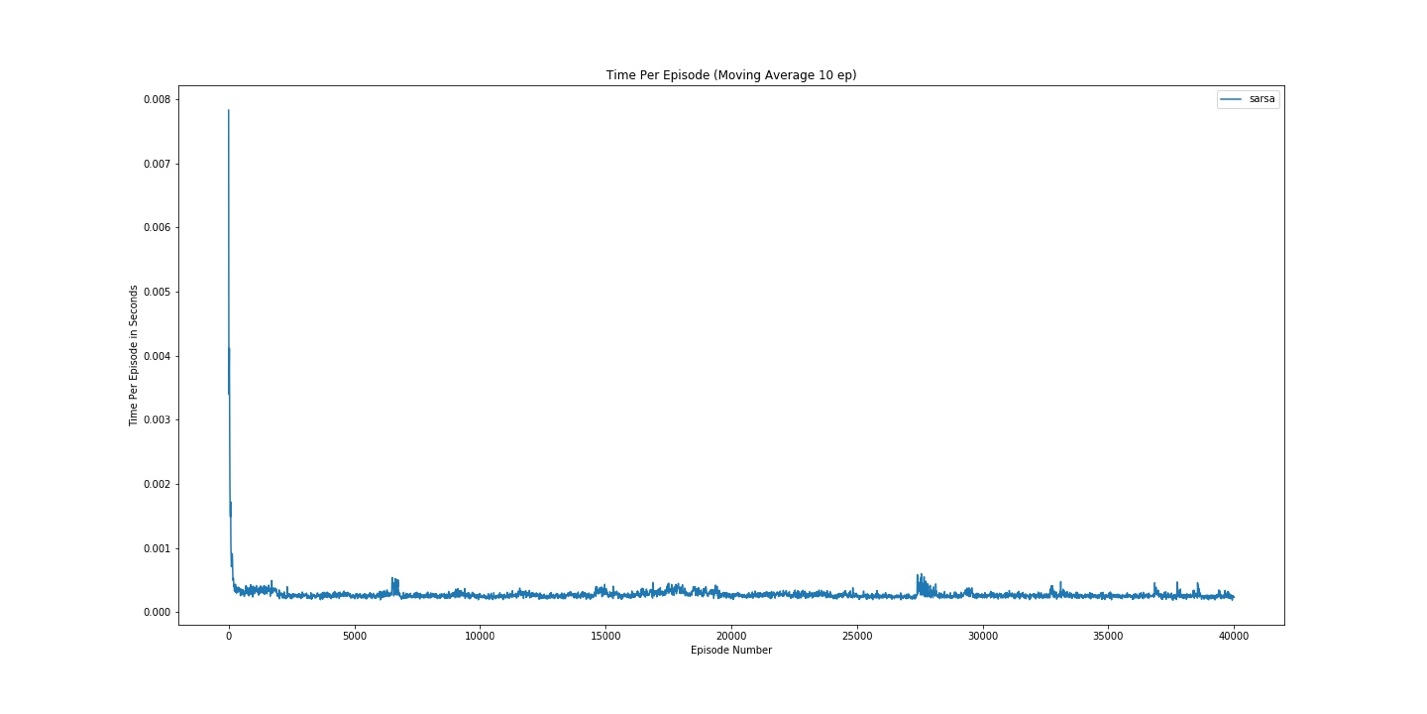 Time Per Episode (Moving Average 10 ep)
sarsa
0.008
0.007
0.006
0.005
0.004
0.003
0.002
0.001
0.000
Time Per Episode in Seconds
0 5000 10000 15000 20000 25000 30000 35000 40000
Episode Number